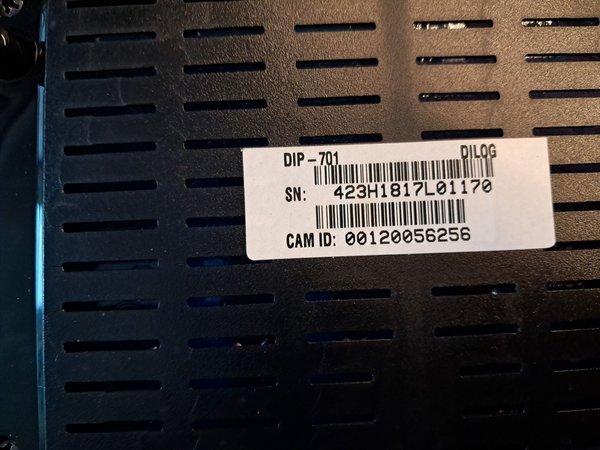 DIP-701 DILOG
SN: 423H1817L01170
CAM ID: 00120056256